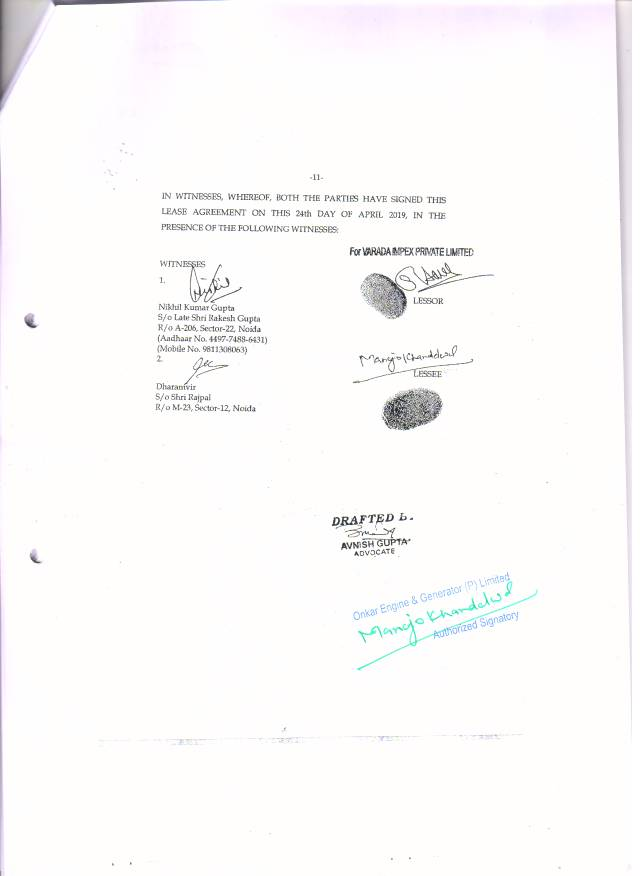 -11-
IN WITNESSES, WHEREOF, BOTH THE PARTIES HAVE SIGNED THIS
LEASE AGREEMENT ON THIS 24th DAY OF APRIL 2019, IN THE
PRESENCE OF THE FOLLOWING WITNESSES:
For VARADA IMPEX PRIVATE LIMITED
WITNESSES
1.
LESSOR
Nikhil Kumar Gupta
S/o Late Shri Rakesh Gupta
R/o A-206, Sector-22, Noida
(Aadhaar No. 4497-7488-6431)
(Mobile No. 9811308063)
2.
Manoj Khandelwal
LESSEE
Dharamvir
S/o Shri Rajpal
R/o M-23, Sector-12, Noida
DRAFTED
AVNISH GUPTA
ADVOCATE
Onkar Engine & Generator (P) Limited
Manoj Khandelwal
Authorized Signatory